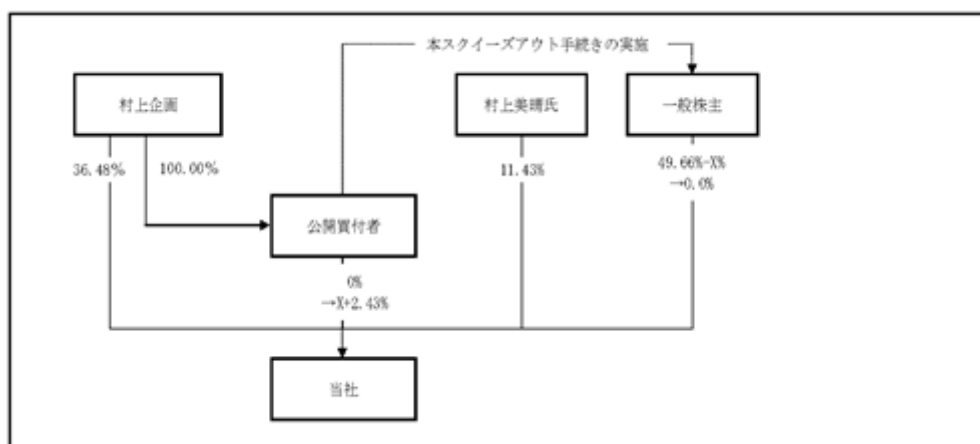 本スクイーズアウト手続きの実施
村上企画
村上美晴氏
一般株主
36.48%
100.00%
11.43%
49.66%-X%
→0.0%
公開買付者
0%
→X+2.43%
当社